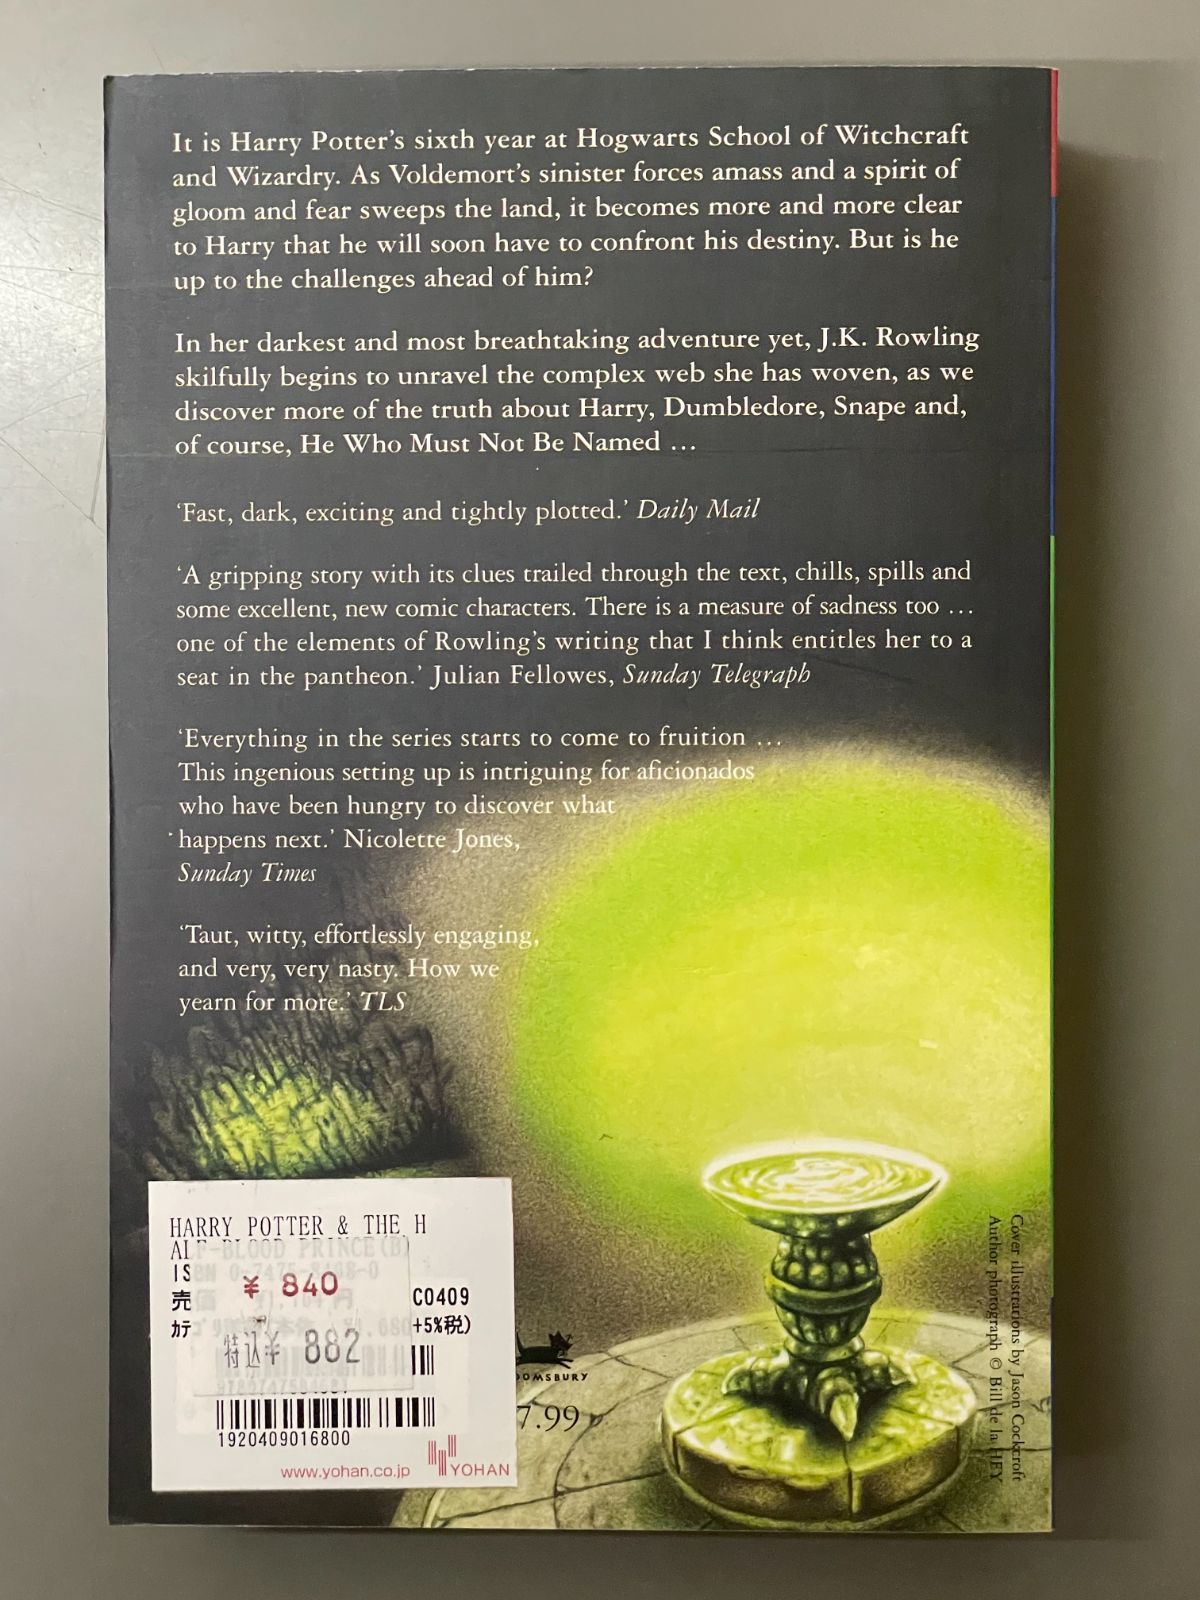 It is Harry Potter's sixth year at Hogwarts School of Witchcraft
and Wizardry. As Voldemort's sinister forces amass and a spirit of
gloom and fear sweeps the land, it becomes more and more clear
to Harry that he will soon have to confront his destiny. But is he
up to the challenges ahead of him?
In her darkest and most breathtaking adventure yet, J.K. Rowling
skilfully begins to unravel the complex web she has woven, as we
discover more of the truth about Harry, Dumbledore, Snape and,
of course, He Who Must Not Be Named …
‘Fast, dark, exciting and tightly plotted.’ Daily Mail
‘A gripping story with its clues trailed through the text, chills, spills and
some excellent, new comic characters. There is a measure of sadness too …
one of the elements of Rowling's writing that I think entitles her to a
seat in the pantheon.’ Julian Fellowes, Sunday Telegraph
‘Everything in the series starts to come to fruition …
This ingenious setting up is intriguing for aficionados
who have been hungry to discover what
happens next.’ Nicolette Jones,
Sunday Times
‘Taut, witty, effortlessly engaging,
and very, very nasty. How we
yearn for more.’ TLS
HARRY POTTER & THE H
ALF-BLOOD PRINCE(B)
¥ 840
C0409
+5%税)
特込¥ 882
1920409016800
www.yohan.co.jp YOHAN
OOMSBURY
7.99
Cover illustrations by Jason Cockcroft
Author photograph © Bill de la HEY